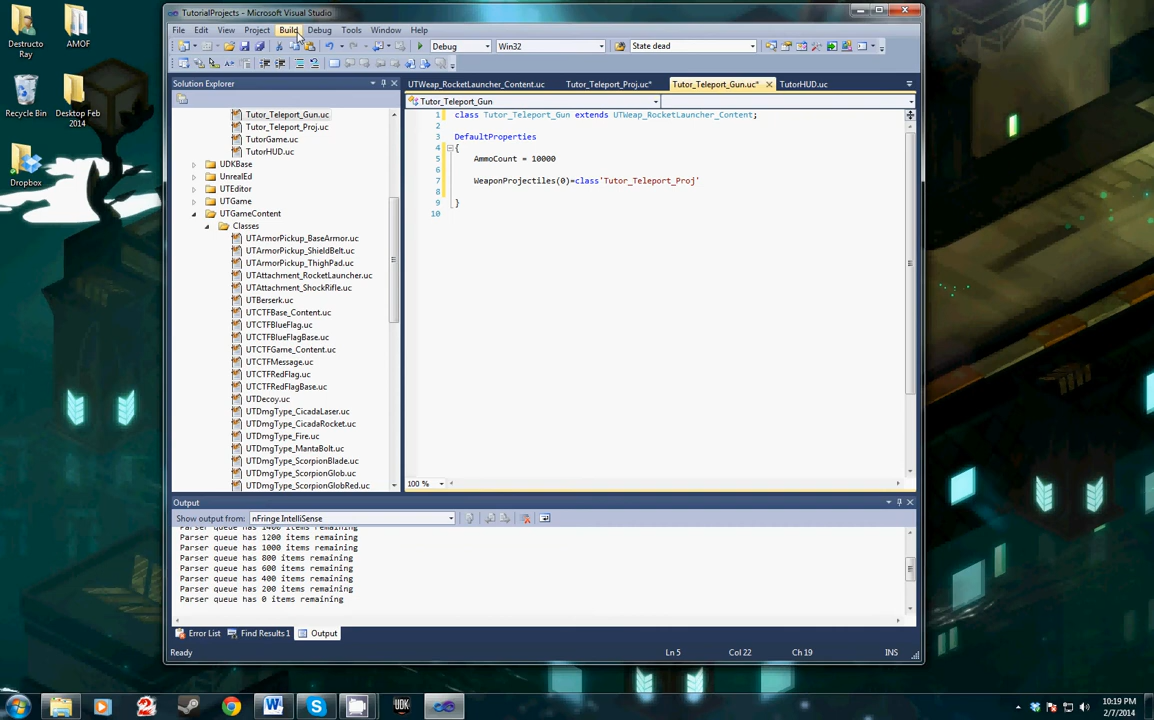 Destructo Ray
AMOF
Recycle Bin
Desktop Feb 2014
Dropbox
TutorialProjects - Microsoft Visual Studio
File Edit View Project Build Debug Tools Window Help
Debug Win32 State dead
Solution Explorer
Tutor_Teleport_Gun.uc
Tutor_Teleport_Proj.uc
TutorGame.uc
TutorHUD.uc
UDKBase
UnrealEd
UTEditor
UTGame
UTGameContent
Classes
UTArmorPickup_BaseArmor.uc
UTArmorPickup_ShieldBelt.uc
UTArmorPickup_ThighPad.uc
UTAttachment_RocketLauncher.uc
UTAttachment_ShockRifle.uc
UTBerserk.uc
UTCTFBase_Content.uc
UTCTFBlueFlag.uc
UTCTFBlueFlagBase.uc
UTCTFGame_Content.uc
UTCTFMessage.uc
UTCTFRedFlag.uc
UTCTFRedFlagBase.uc
UTDecoy.uc
UTDmgType_CicadaLaser.uc
UTDmgType_CicadaRocket.uc
UTDmgType_Fire.uc
UTDmgType_MantaBolt.uc
UTDmgType_ScorpionBlade.uc
UTDmgType_ScorpionGlob.uc
UTDmgType_ScorpionGlobRed.uc
UTWeap_RocketLauncher_Content.uc Tutor_Teleport_Proj.uc* Tutor_Teleport_Gun.uc* TutorHUD.uc
Tutor_Teleport_Gun
1 class Tutor_Teleport_Gun extends UTWeap_RocketLauncher_Content;
2
3 DefaultProperties
4 {
5 AmmoCount = 10000
6
7 WeaponProjectiles(0)=class'Tutor_Teleport_Proj'
8
9 }
10
100 %
Output
Show output from: nFringe IntelliSense
Parser queue has 1400 items remaining
Parser queue has 1200 items remaining
Parser queue has 1000 items remaining
Parser queue has 800 items remaining
Parser queue has 600 items remaining
Parser queue has 400 items remaining
Parser queue has 200 items remaining
Parser queue has 0 items remaining
Error List Find Results 1 Output
Ready Ln 5 Col 22 Ch 19 INS
UDK
10:19 PM
2/7/2014